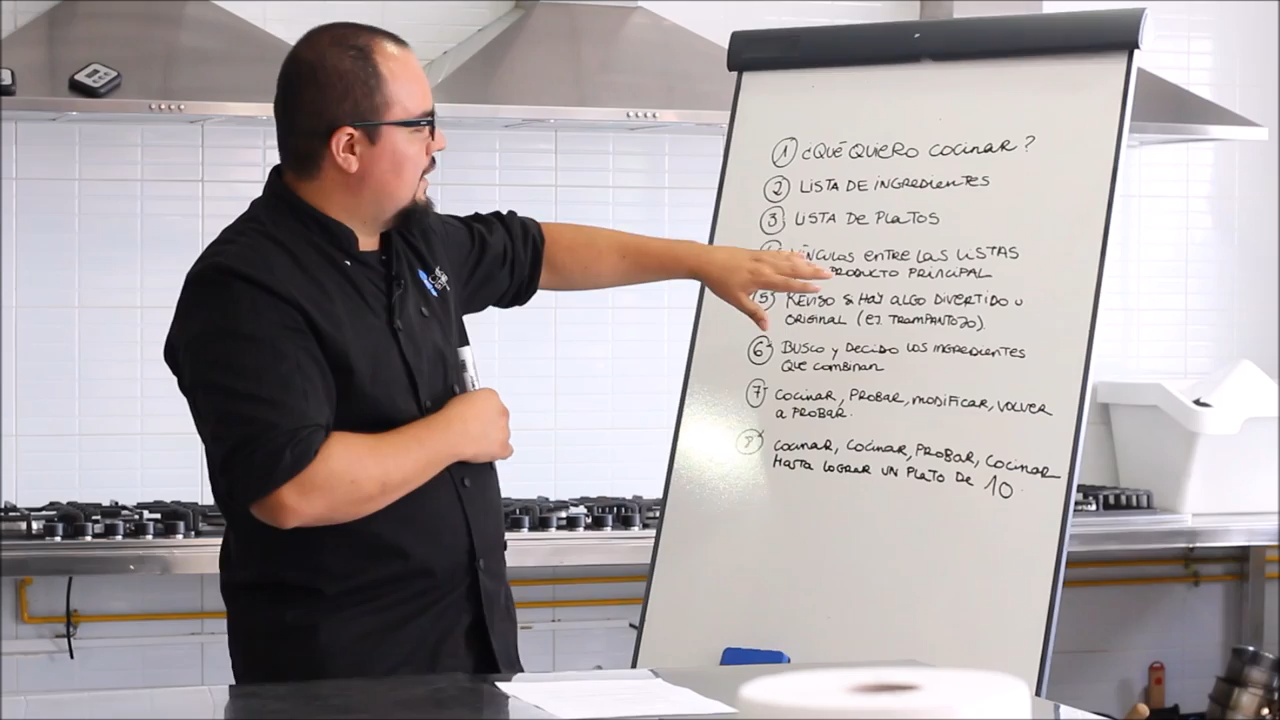 1 ¿QUÉ QUIERO COCINAR?
2 LISTA DE INGREDIENTES
3 LISTA DE PLATOS
VÍNCULOS ENTRE LAS LISTAS
PRODUCTO PRINCIPAL
5 REVISO SI HAY ALGO DIVERTIDO U
ORIGINAL (EJ. TRAMPANTOJO).
6 BUSCO Y DECIDO LOS INGREDIENTES
QUE COMBINAN
7 COCINAR, PROBAR, MODIFICAR, VOLVER
A PROBAR.
8 COCINAR, COCINAR, PROBAR, COCINAR
HASTA LOGRAR UN PLATO DE 10.